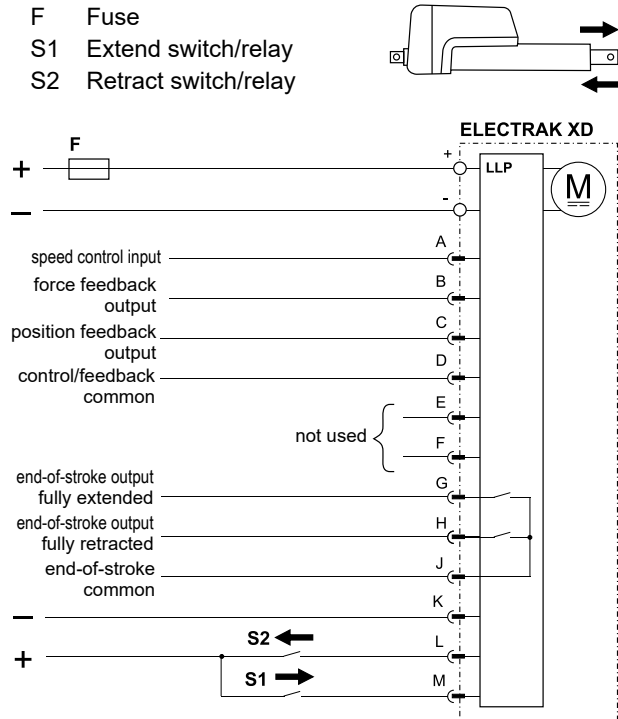 F Fuse
S1 Extend switch/relay
S2 Retract switch/relay
ELECTRAK XD
F
+
+
LLP
M
—
-
A
speed control input
B
force feedback
output
C
position feedback
output
D
control/feedback
common
E
not used
F
G
end-of-stroke output
fully extended
H
end-of-stroke output
fully retracted
J
end-of-stroke
common
K
—
S2
L
+
S1
M